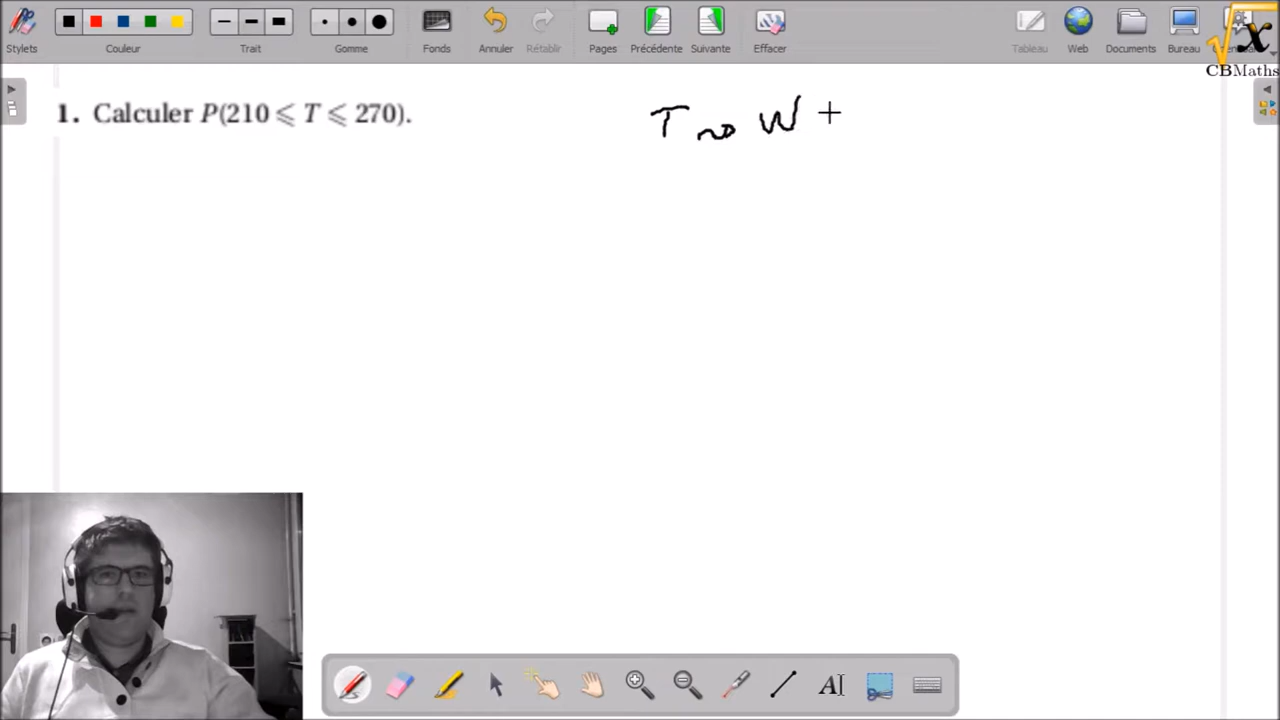 Stylets
Couleur
Trait
Gomme
Fonds
Annuler
Rétablir
Pages
Précédente
Suivante
Effacer
Tableau
Web
Documents
Bureau
√x
CBMaths
1. Calculer P(210 ⩽ T ⩽ 270).
T ~ W
AI